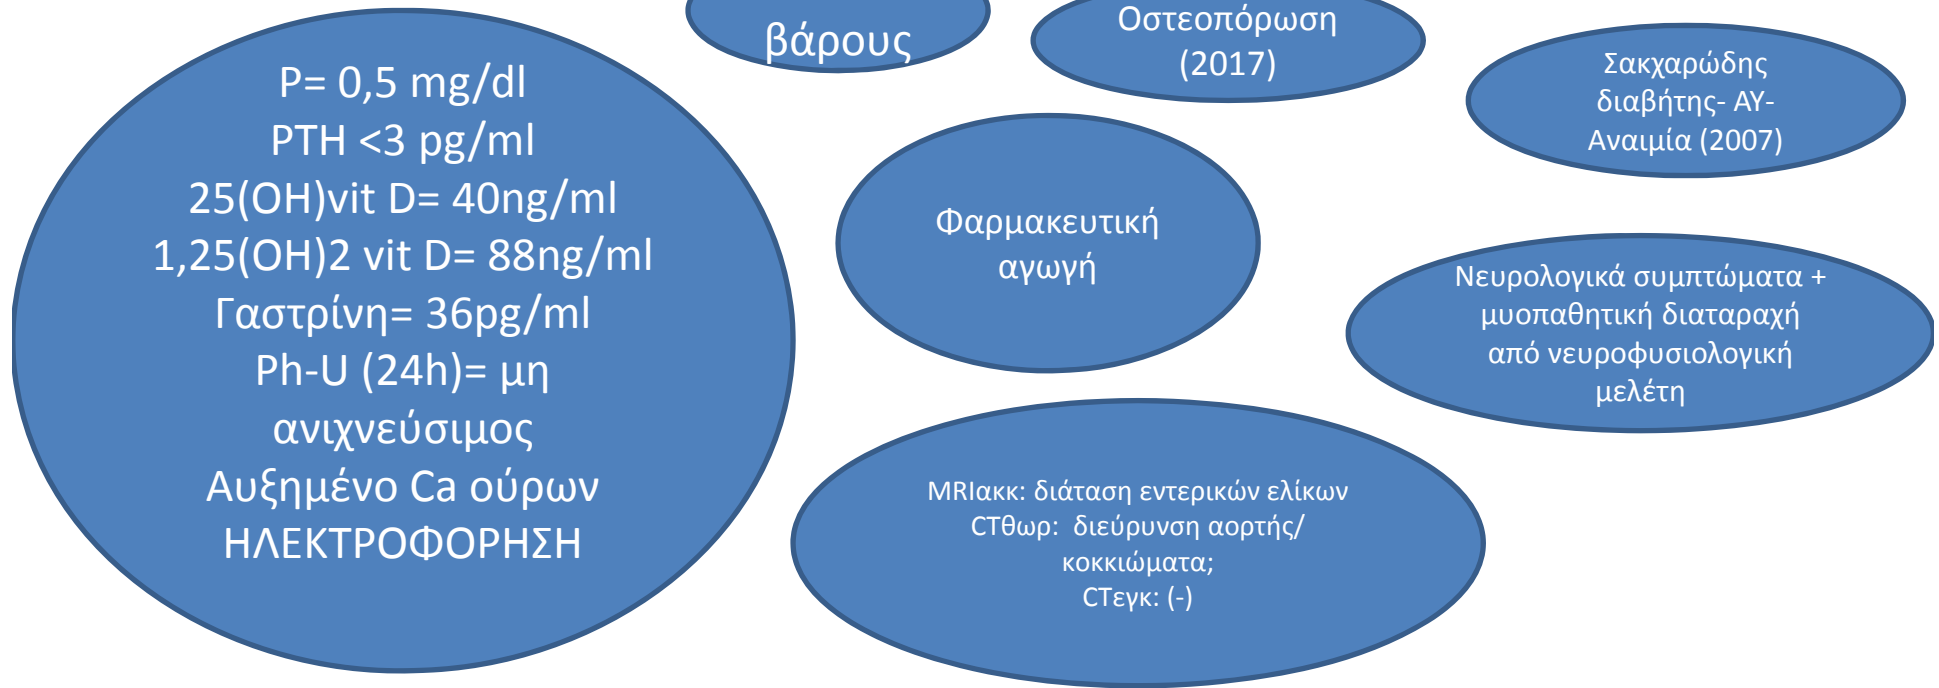 βάρους
Οστεοπόρωση
(2017)
Σακχαρώδης
διαβήτης- ΑΥ-
Αναιμία (2007)
P= 0,5 mg/dl
PTH <3 pg/ml
25(OH)vit D= 40ng/ml
1,25(OH)2 vit D= 88ng/ml
Γαστρίνη= 36pg/ml
Ph-U (24h)= μη
ανιχνεύσιμος
Αυξημένο Ca ούρων
ΗΛΕΚΤΡΟΦΟΡΗΣΗ
Φαρμακευτική
αγωγή
Νευρολογικά συμπτώματα +
μυοπαθητική διαταραχή
από νευροφυσιολογική
μελέτη
MRIακκ: διάταση εντερικών ελίκων
CTθωρ:  διεύρυνση αορτής/
κοκκιώματα;
CTεγκ: (-)